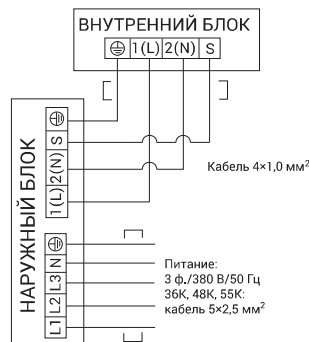 ВНУТРЕННИЙ БЛОК
1(L) 2(N) S
НАРУЖНЫЙ БЛОК
S
2(N)
1(L)
N
L3
L2
L1
Кабель 4×1,0 мм²
Питание:
3 ф./380 В/50 Гц
36K, 48K, 55K:
кабель 5×2,5 мм²